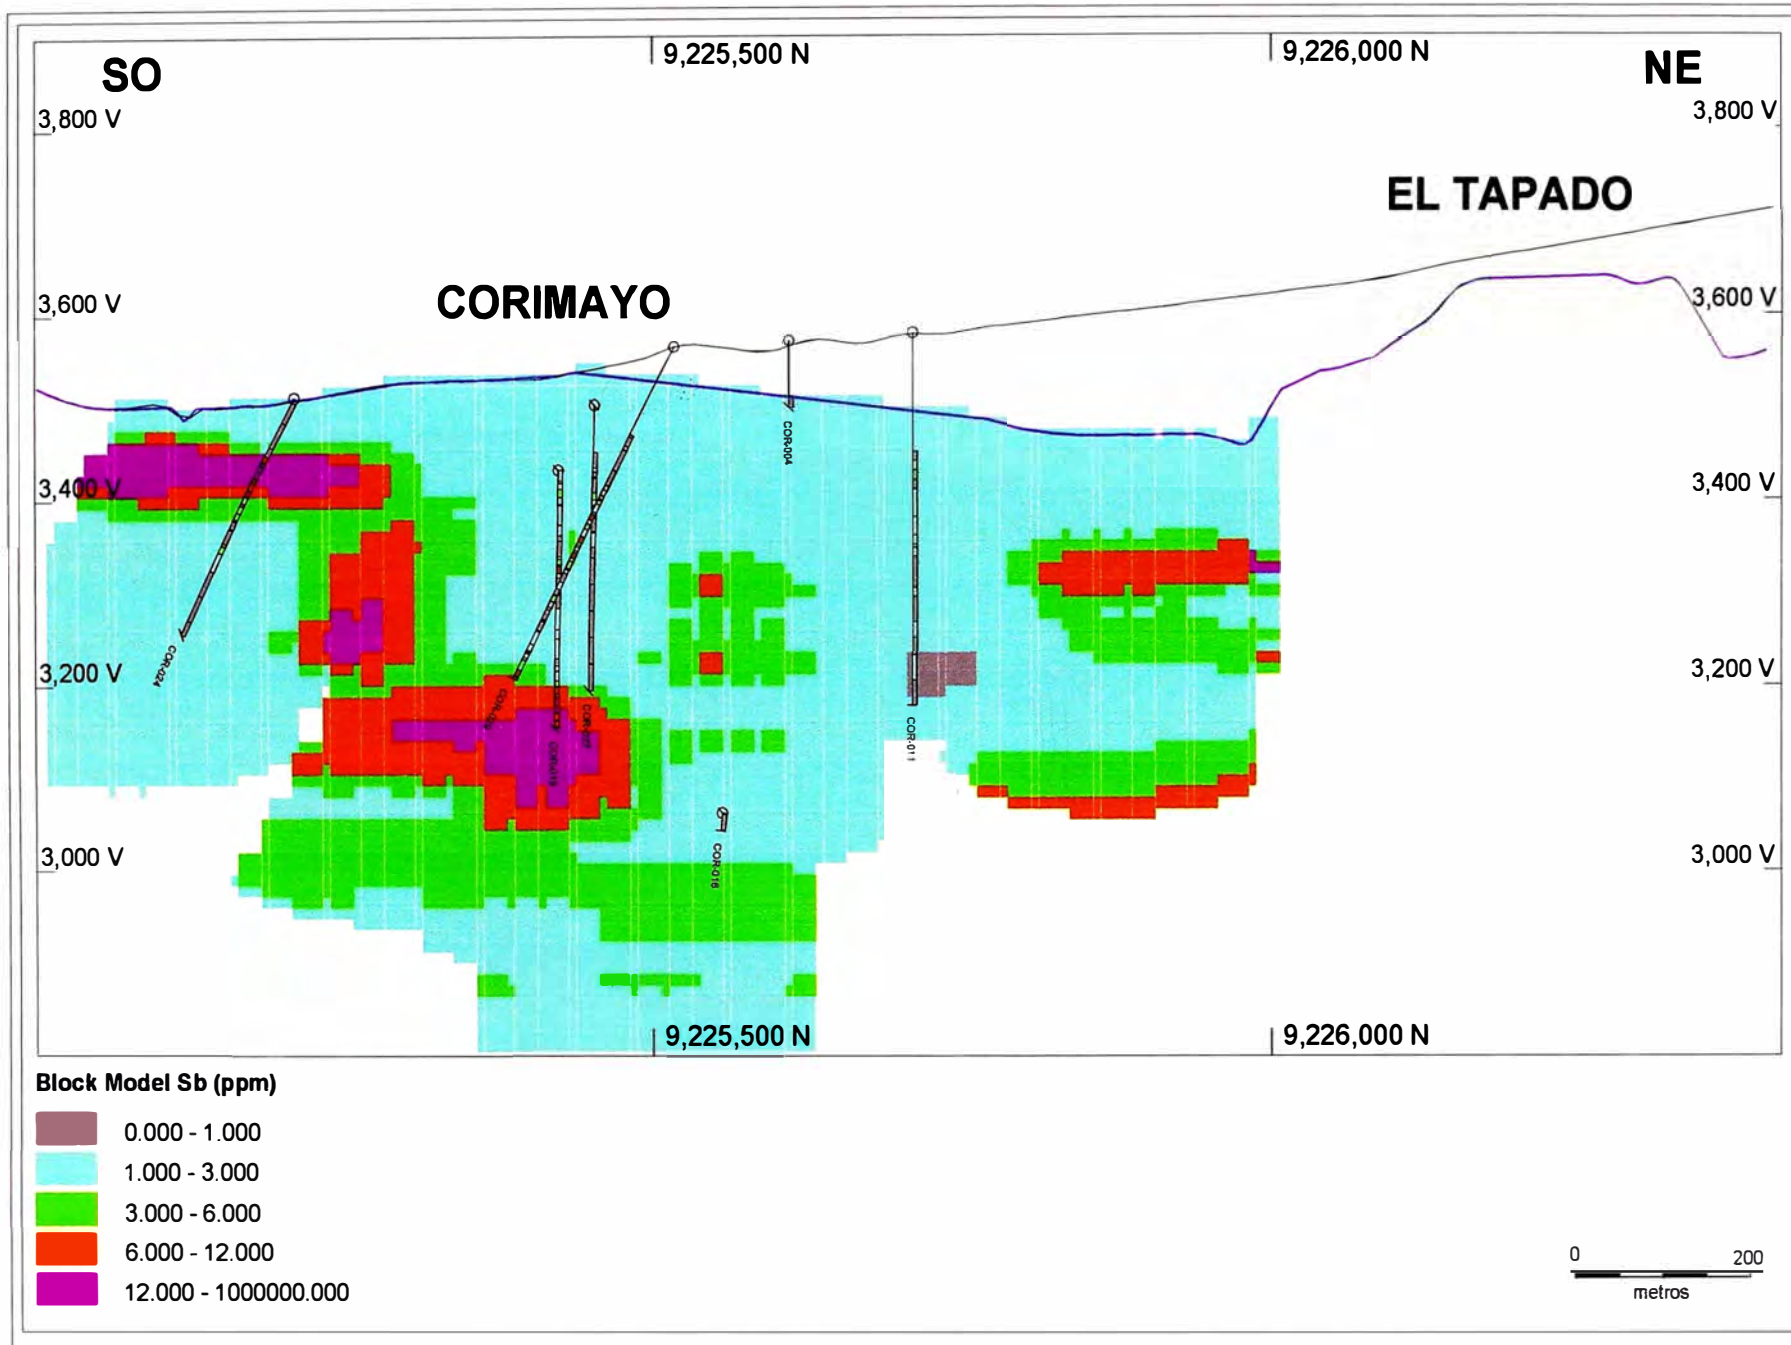 9,225,500 N
9,226,000 N
SO
NE
3,800 V
3,800 V
EL TAPADO
CORIMAYO
3,600 V
3,600 V
COR-004
3,400 V
3,400 V
COR-024
3,200 V
3,200 V
COR-011
3,000 V
3,000 V
COR-016
9,225,500 N
9,226,000 N
Block Model Sb (ppm)
0.000 - 1.000
1.000 - 3.000
3.000 - 6.000
6.000 - 12.000
12.000 - 1000000.000
0 200
metros